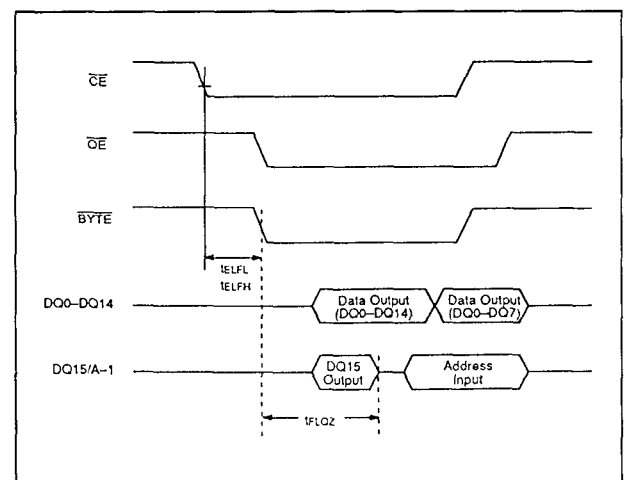 CE
OE
BYTE
tELFL
tELFH
DQ0–DQ14
Data Output
(DQ0–DQ14)
Data Output
(DQ0–DQ7)
DQ15/A–1
DQ15
Output
Address
Input
tFLQZ